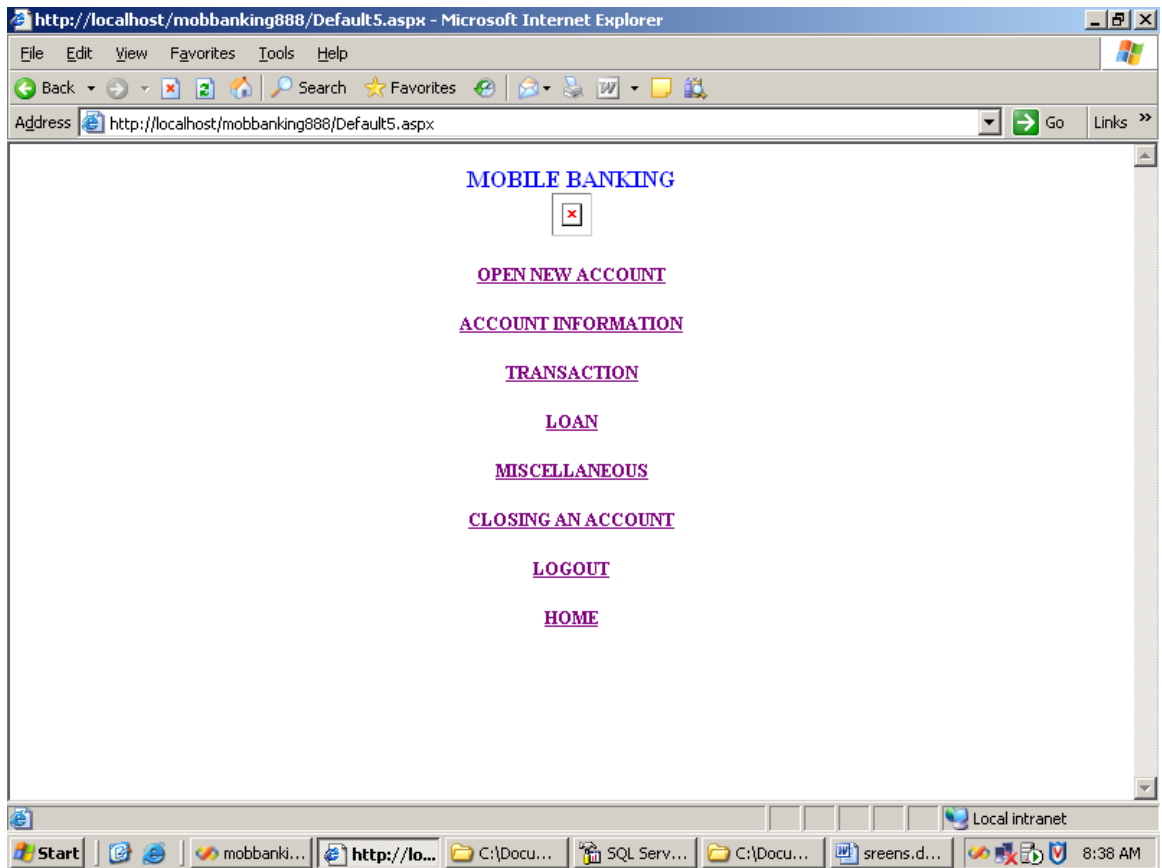 http://localhost/mobbanking888/Default5.aspx - Microsoft Internet Explorer
File Edit View Favorites Tools Help
Back Search Favorites
Address http://localhost/mobbanking888/Default5.aspx Go Links »
MOBILE BANKING
OPEN NEW ACCOUNT
ACCOUNT INFORMATION
TRANSACTION
LOAN
MISCELLANEOUS
CLOSING AN ACCOUNT
LOGOUT
HOME
Local intranet
Start mobbanki... http://lo... C:\Docu... SQL Serv... C:\Docu... sreens.d... 8:38 AM